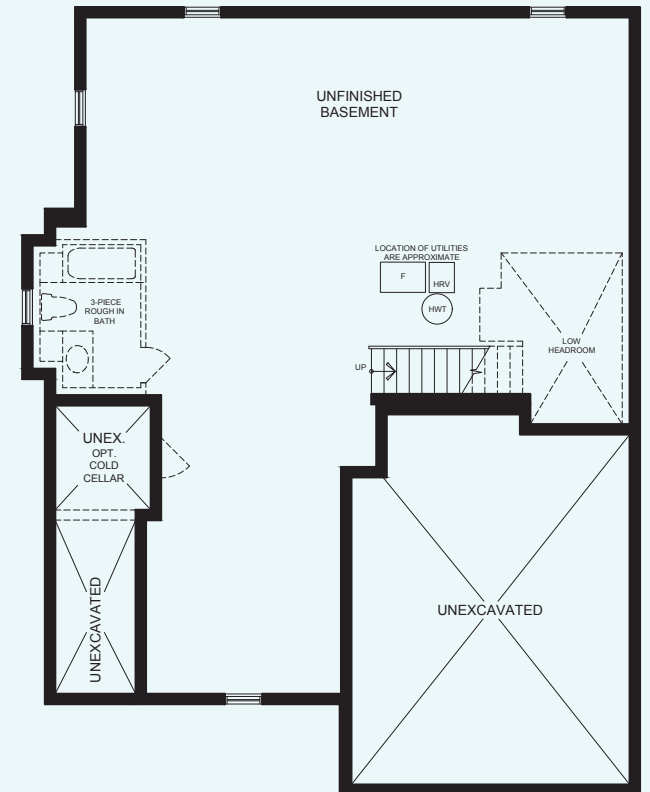 UNFINISHED
BASEMENT
LOCATION OF UTILITIES
ARE APPROXIMATE
F
HRV
HWT
3-PIECE
ROUGH IN
BATH
LOW
HEADROOM
UP
UNEX.
OPT.
COLD
CELLAR
UNEXCAVATED
UNEXCAVATED